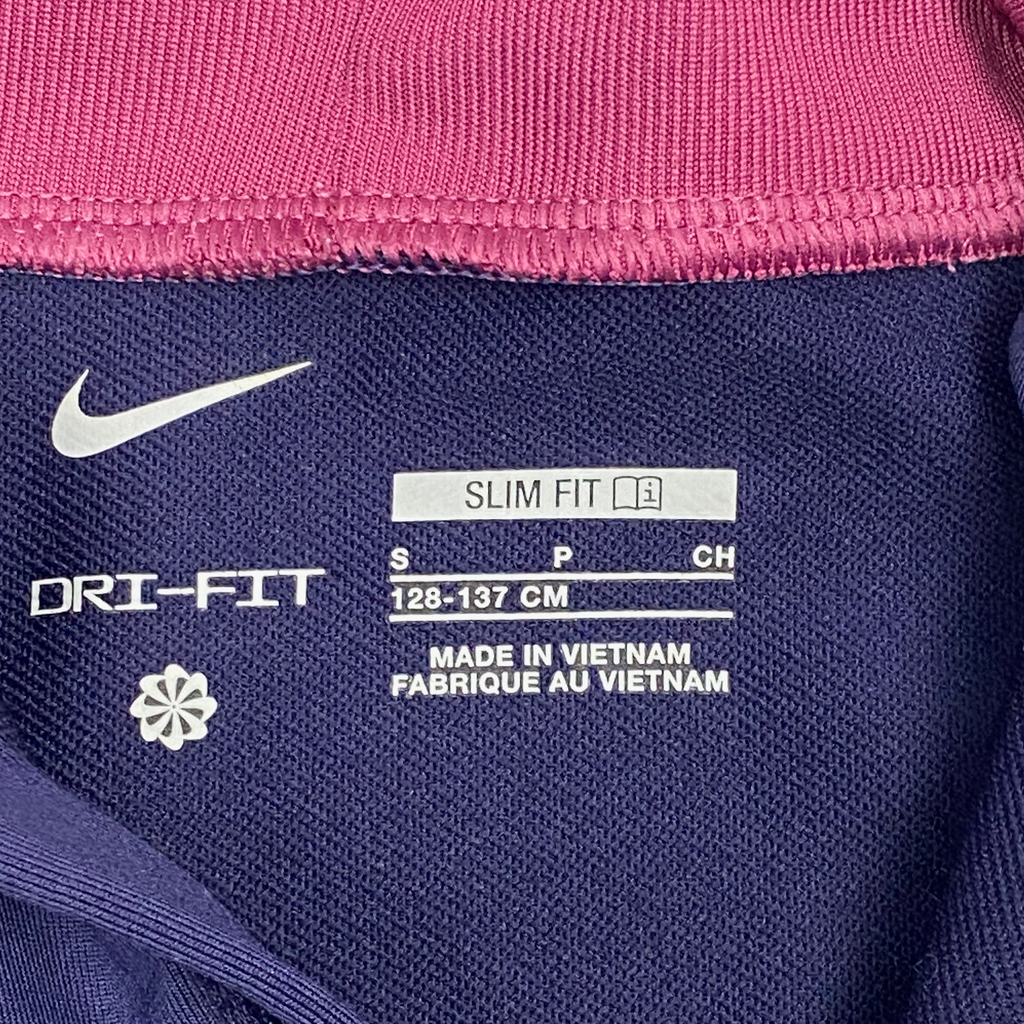 SLIM FIT
S P CH
128-137 CM
DRI-FIT
MADE IN VIETNAM
FABRIQUE AU VIETNAM